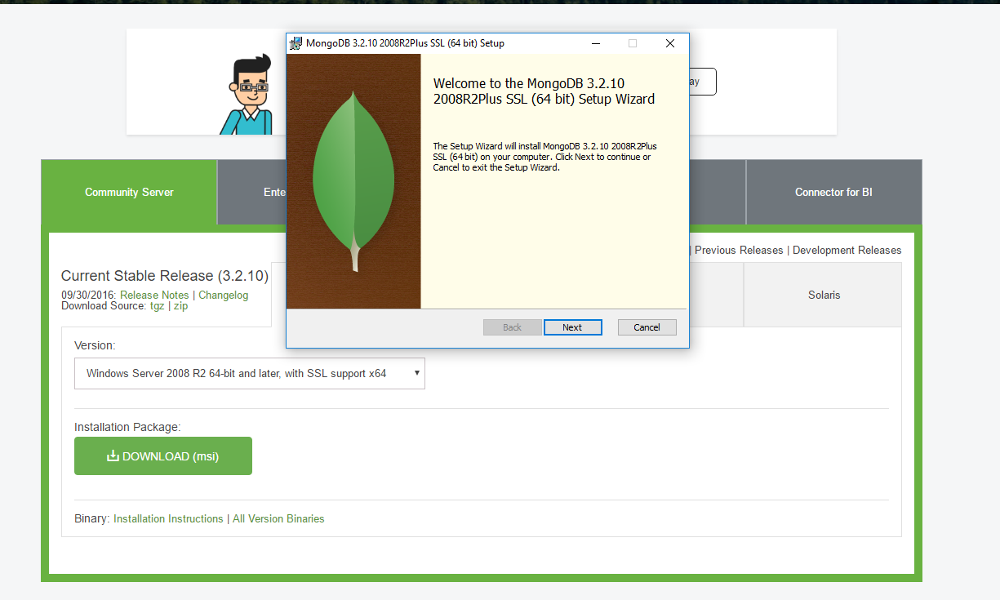 MongoDB 3.2.10 2008R2Plus SSL (64 bit) Setup
Welcome to the MongoDB 3.2.10
2008R2Plus SSL (64 bit) Setup Wizard
The Setup Wizard will install MongoDB 3.2.10 2008R2Plus
SSL (64 bit) on your computer. Click Next to continue or
Cancel to exit the Setup Wizard.
Back Next Cancel
Community Server
Connector for BI
| Previous Releases | Development Releases
Current Stable Release (3.2.10)
09/30/2016: Release Notes | Changelog
Download Source: tgz | zip
Solaris
Version:
Windows Server 2008 R2 64-bit and later, with SSL support x64
Installation Package:
DOWNLOAD (msi)
Binary: Installation Instructions | All Version Binaries